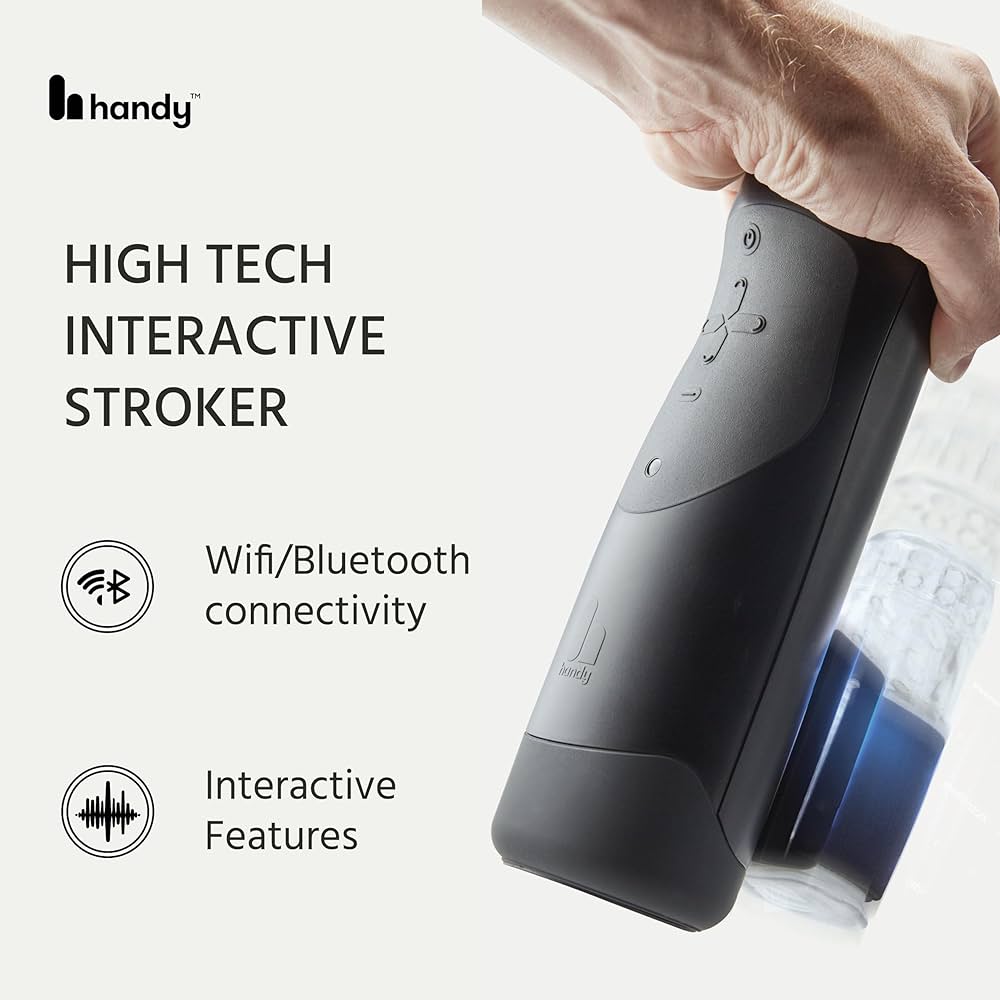 handy™
HIGH TECH
INTERACTIVE
STROKER
Wifi/Bluetooth
connectivity
Interactive
Features
handy